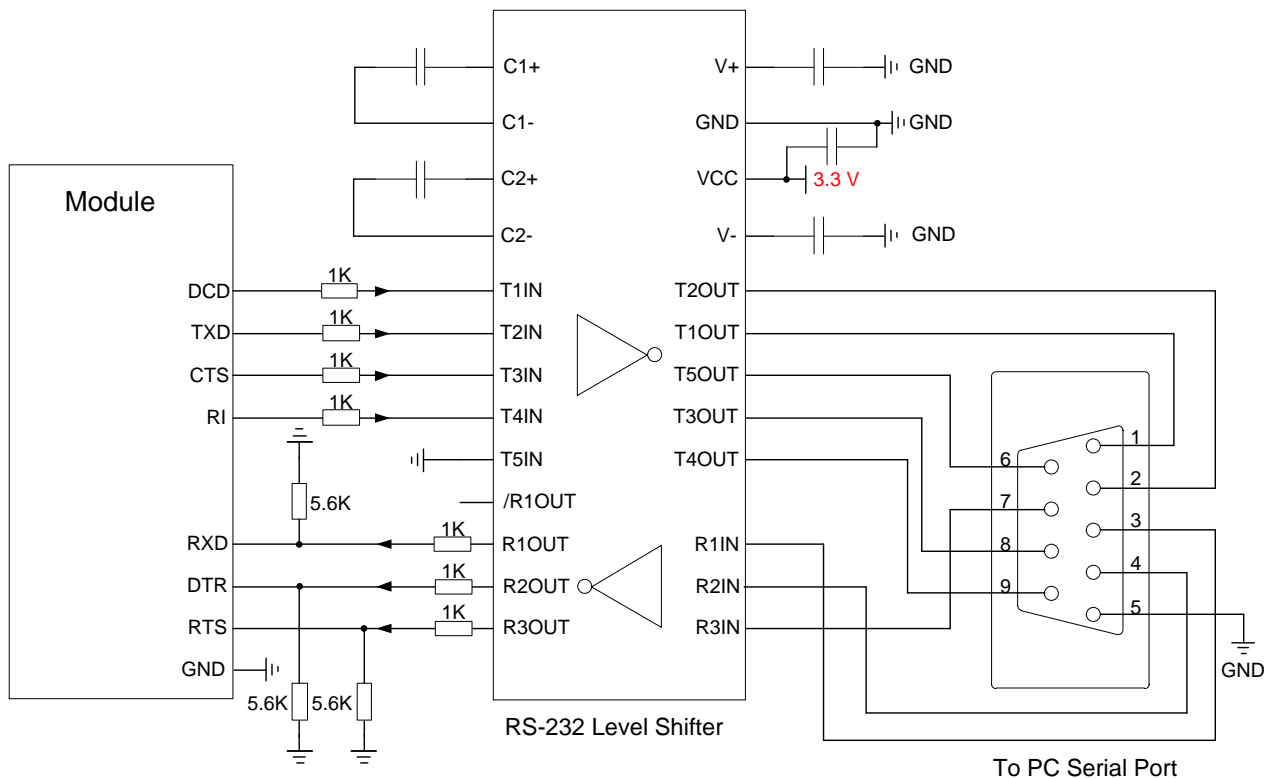 C1+
V+
GND
C1-
GND
GND
C2+
VCC
3.3 V
Module
C2-
V-
GND
DCD
1K
T1IN
T2OUT
TXD
1K
T2IN
T1OUT
CTS
1K
T3IN
T5OUT
RI
1K
T4IN
T3OUT
T5IN
T4OUT
1
6
2
5.6K
/R1OUT
7
3
RXD
1K
R1OUT
R1IN
8
4
DTR
1K
R2OUT
R2IN
9
5
RTS
1K
R3OUT
R3IN
GND
GND
5.6K
5.6K
RS-232 Level Shifter
To PC Serial Port